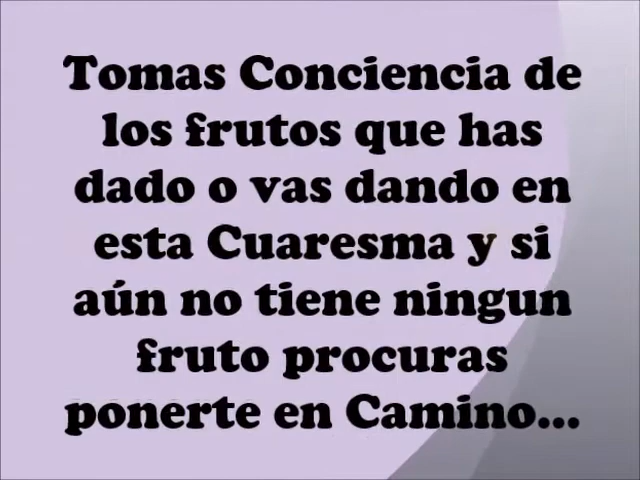 Tomas Conciencia de
los frutos que has
dado o vas dando en
esta Cuaresma y si
aún no tiene ningun
fruto procuras
ponerte en Camino...